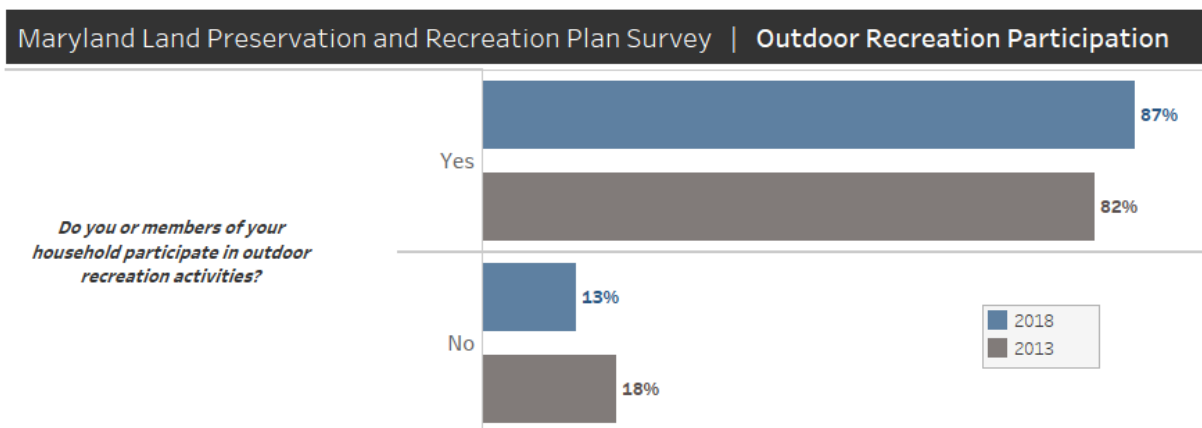 Maryland Land Preservation and Recreation Plan Survey | Outdoor Recreation Participation
87%
Yes
82%
Do you or members of your
household participate in outdoor
recreation activities?
13%
No
18%
2018
2013